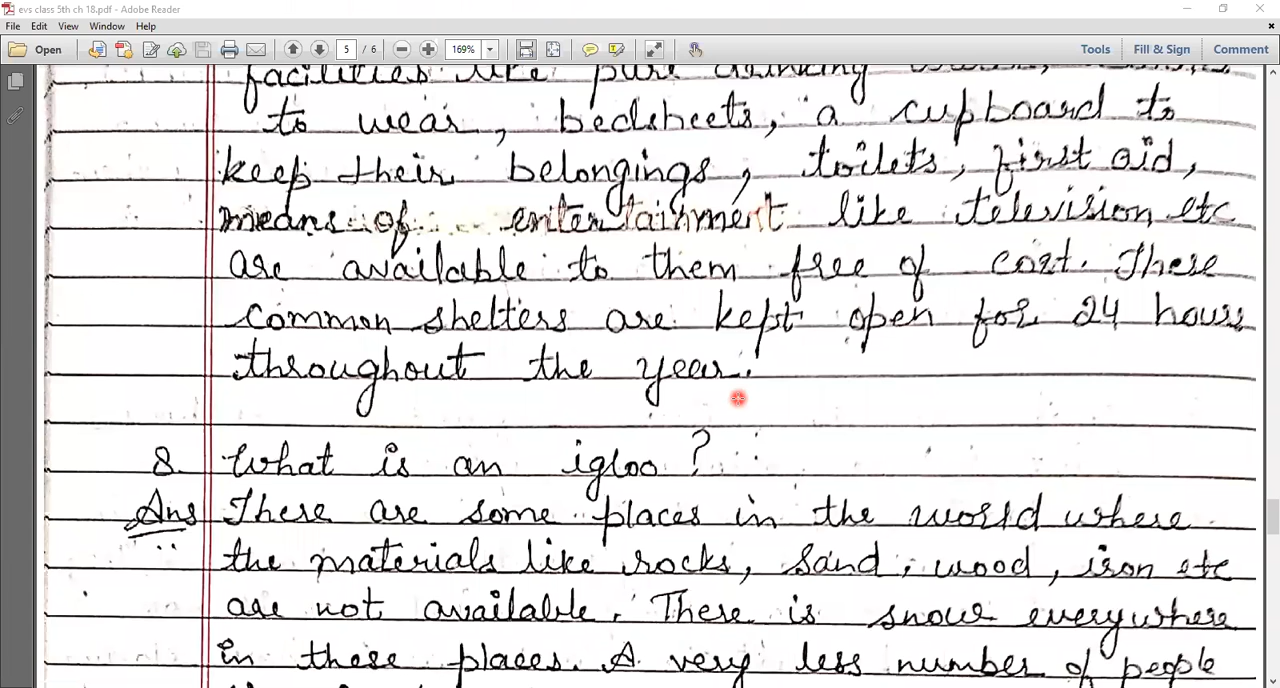 evs class 5th ch 18.pdf - Adobe Reader
File Edit View Window Help
Open 5 / 6 169% Tools Fill & Sign Comment
facilities like pure drinking
to wear, bedsheets, a cupboard to
keep their belongings, toilets, first aid,
means of entertainment like television etc
are available to them free of cost. These
common shelters are kept open for 24 hours
throughout the year.
8. What is an igloo?
Ans There are some places in the world where
the materials like rocks, sand, wood, iron etc
are not available. There is snow everywhere
in these places. A very less number of people